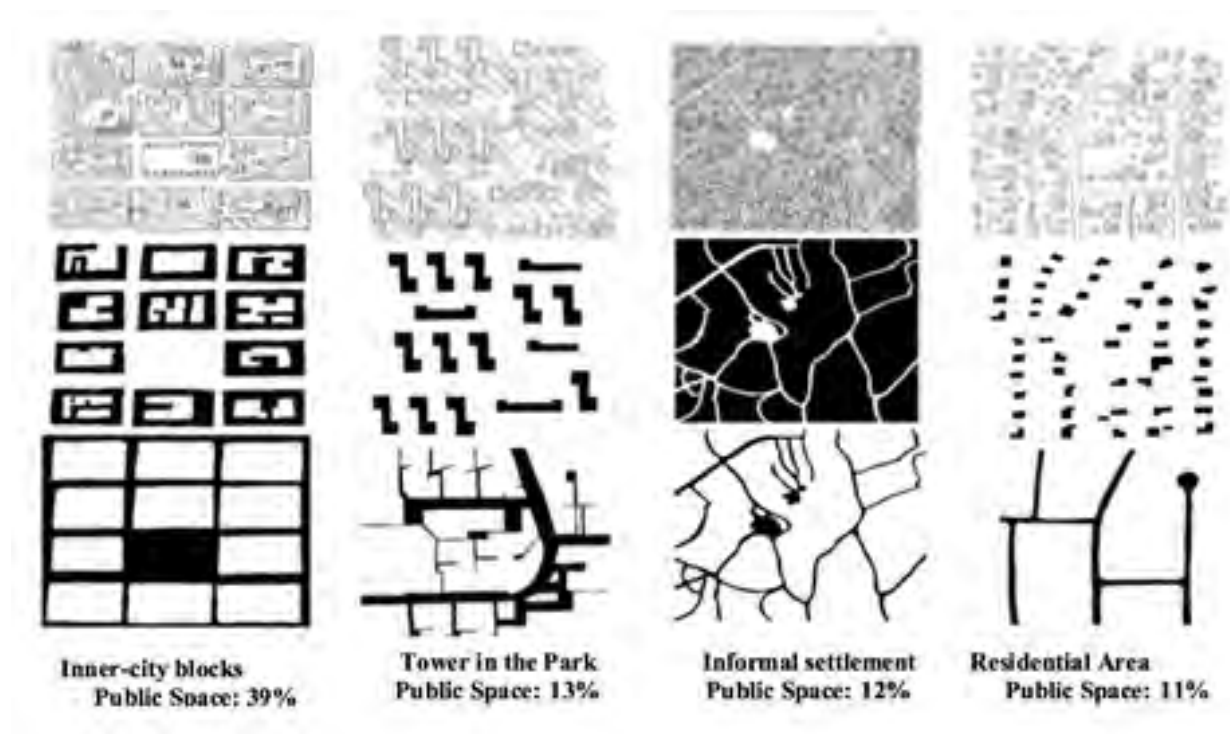 Inner-city blocks
Public Space: 39%
Tower in the Park
Public Space: 13%
Informal settlement
Public Space: 12%
Residential Area
Public Space: 11%